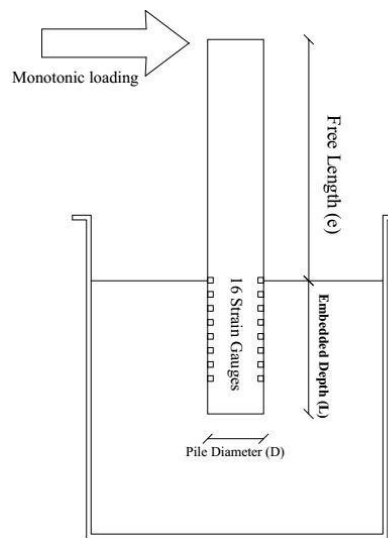 Monotonic loading
Free Length (e)
16 Strain Gauges
Embedded Depth (L)
Pile Diameter (D)